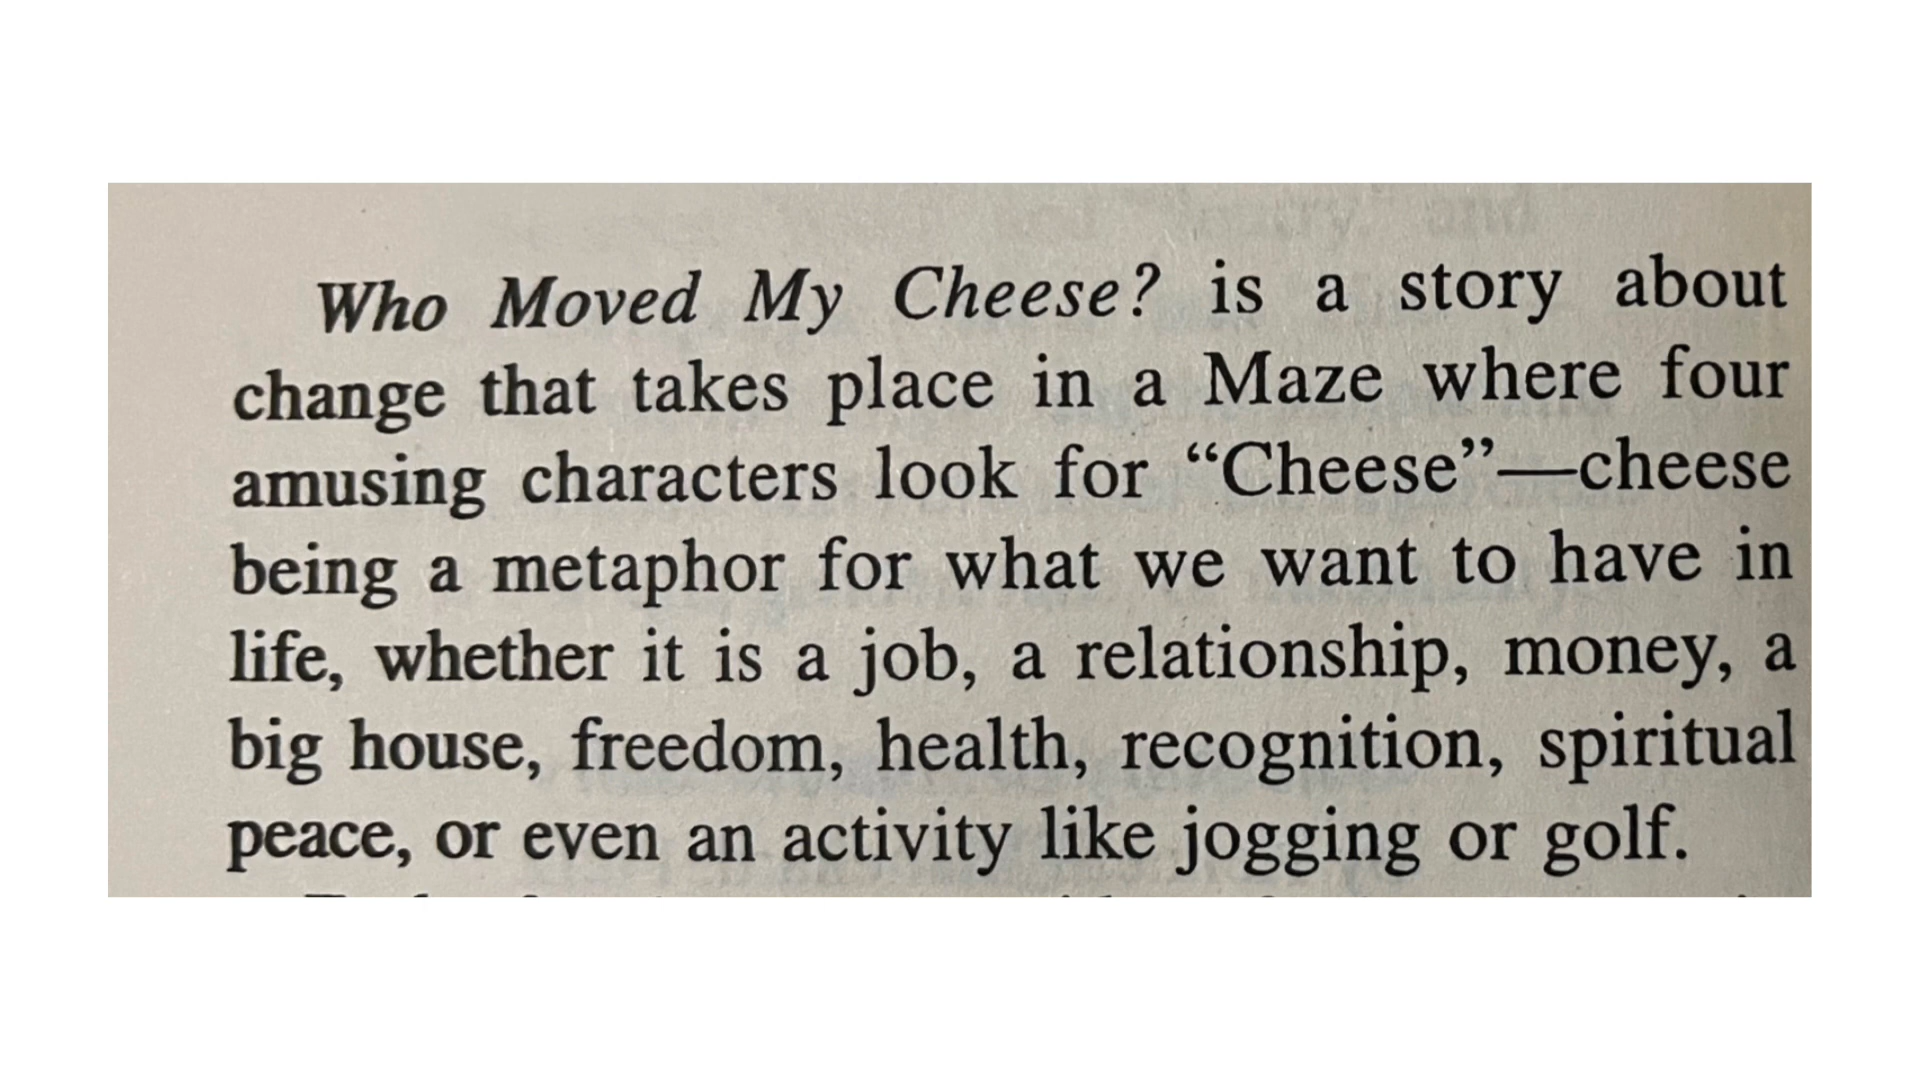 Who Moved My Cheese? is a story about
change that takes place in a Maze where four
amusing characters look for “Cheese”—cheese
being a metaphor for what we want to have in
life, whether it is a job, a relationship, money, a
big house, freedom, health, recognition, spiritual
peace, or even an activity like jogging or golf.